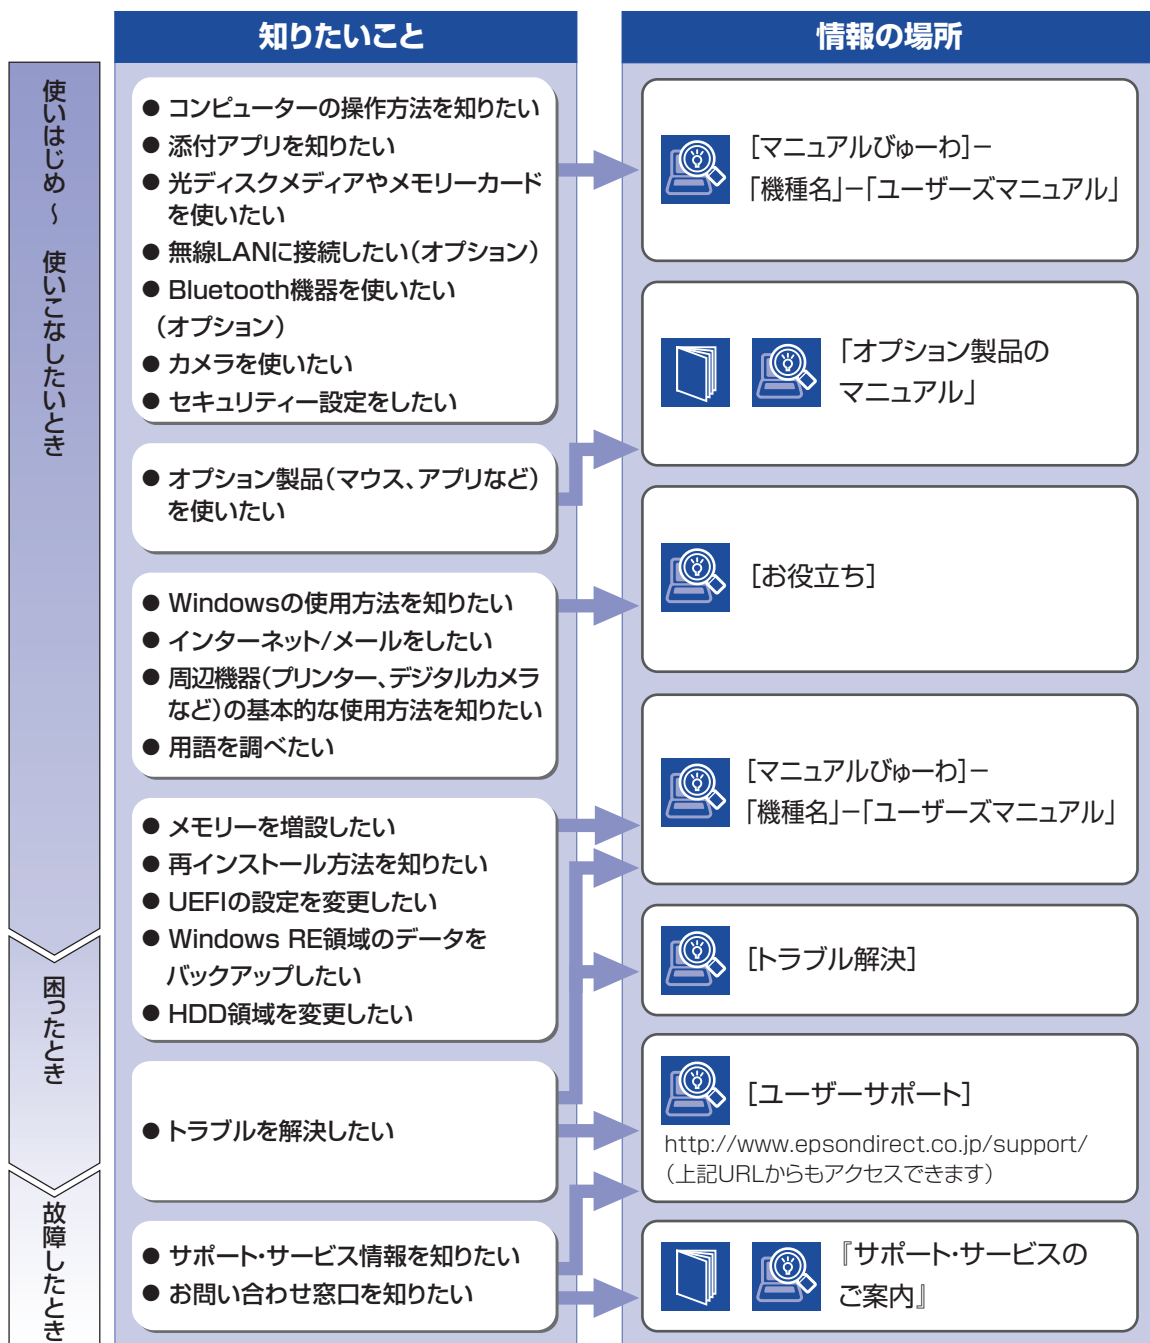 知りたいこと
情報の場所
使いはじめ ～ 使いこなしたいとき
● コンピューターの操作方法を知りたい
● 添付アプリを知りたい
● 光ディスクメディアやメモリーカード
を使いたい
● 無線LANに接続したい（オプション）
● Bluetooth機器を使いたい
（オプション）
● カメラを使いたい
● セキュリティー設定をしたい
［マニュアルびゅーわ］－
「機種名」－「ユーザーズマニュアル」
● オプション製品（マウス、アプリなど）
を使いたい
「オプション製品の
マニュアル」
● Windowsの使用方法を知りたい
● インターネット/メールをしたい
● 周辺機器（プリンター、デジタルカメラ
など）の基本的な使用方法を知りたい
● 用語を調べたい
［お役立ち］
● メモリーを増設したい
● 再インストール方法を知りたい
● UEFIの設定を変更したい
● Windows RE領域のデータを
バックアップしたい
● HDD領域を変更したい
［マニュアルびゅーわ］－
「機種名」－「ユーザーズマニュアル」
困ったとき
● トラブルを解決したい
［トラブル解決］
［ユーザーサポート］
http://www.epsondirect.co.jp/support/
（上記URLからもアクセスできます）
故障したとき
● サポート・サービス情報を知りたい
● お問い合わせ窓口を知りたい
『サポート・サービスの
ご案内』